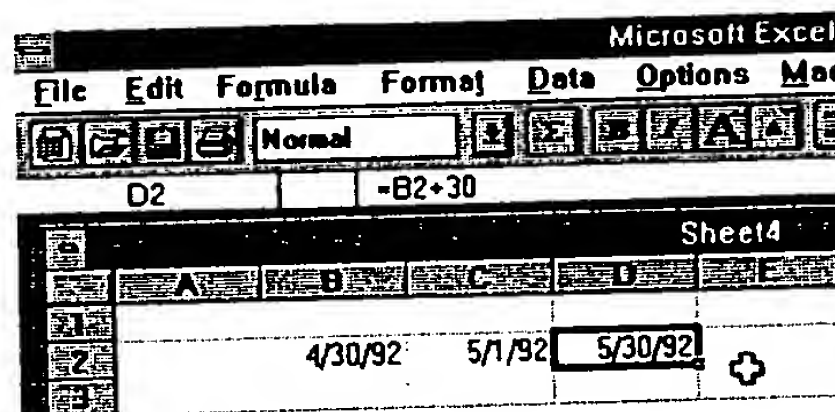 Microsoft Excel
File Edit Formula Format Data Options
Normal Σ B I A
D2 =B2+30
Sheet4
A B C D E
1
2 4/30/92 5/1/92 5/30/92
3